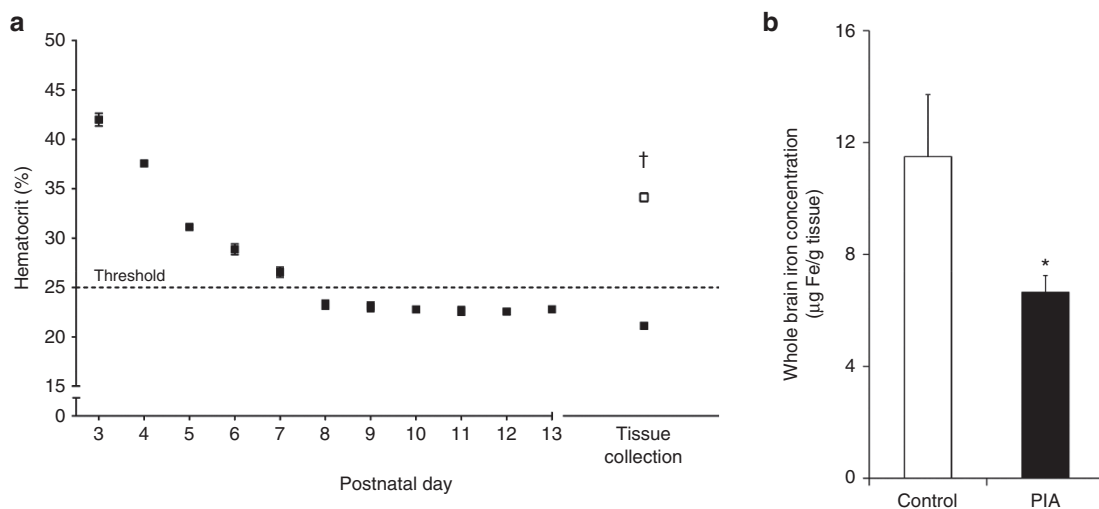 a
50
45
40
35
30
25
20
15
0
Hematocrit (%)
Threshold
†
3 4 5 6 7 8 9 10 11 12 13 Tissue
collection
Postnatal day
b
16
12
8
4
0
Whole brain iron concentration
(µg Fe/g tissue)
*
Control PIA